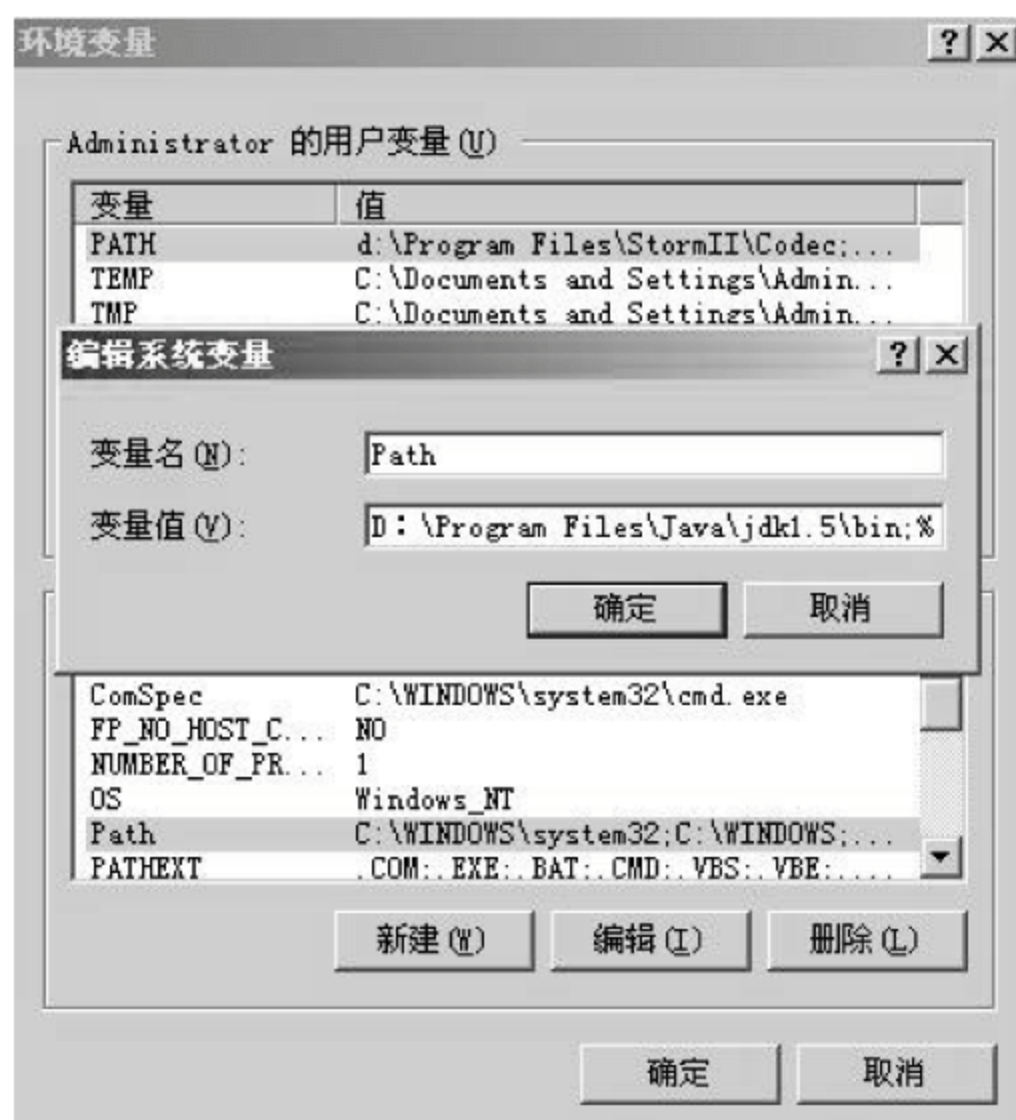 环境变量
Administrator 的用户变量(U)
变量 值
PATH d:\Program Files\StormII\Codec;...
TEMP C:\Documents and Settings\Admin...
TMP C:\Documents and Settings\Admin...
编辑系统变量
变量名(N): Path
变量值(V): D：\Program Files\Java\jdk1.5\bin;%
确定 取消
ComSpec C:\WINDOWS\system32\cmd.exe
FP_NO_HOST_C... NO
NUMBER_OF_PR... 1
OS Windows_NT
Path C:\WINDOWS\system32;C:\WINDOWS;...
PATHEXT .COM;.EXE;.BAT;.CMD;.VBS;.VBE;....
新建(W) 编辑(I) 删除(L)
确定 取消